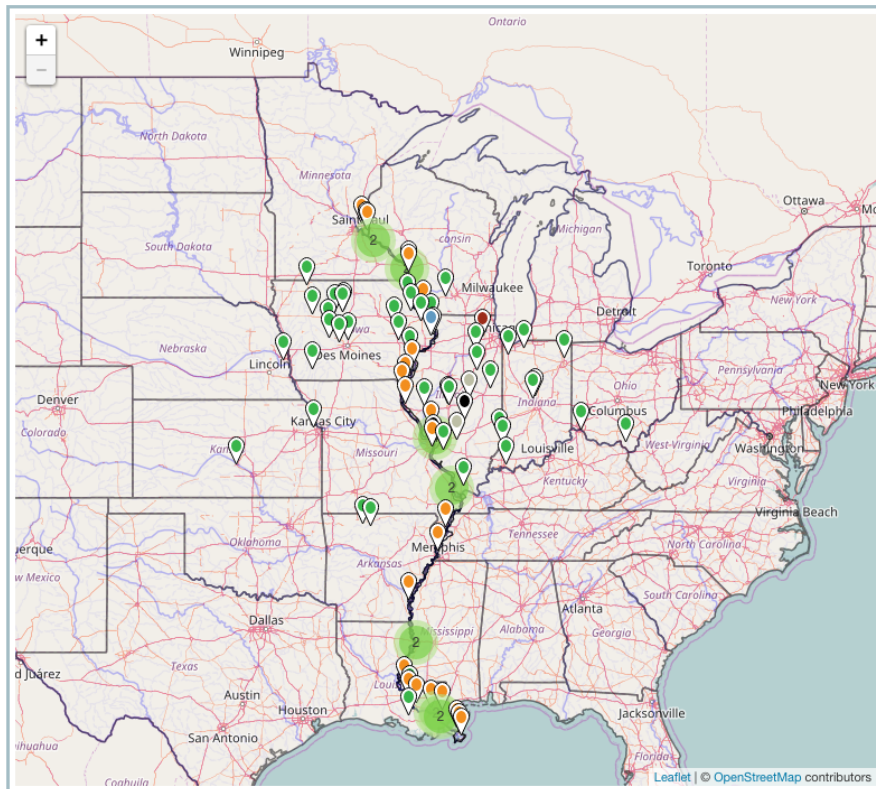 +
−
Ontario
Winnipeg
North Dakota
Ottawa
Minnesota
Saint Paul
2
consin
Michigan
South Dakota
Toronto
Milwaukee
New York
Detroit
Nebraska
Des Moines
Lincoln
Pennsylvania
New York
Denver
Ohio
Indiana
Columbus
Philadelphia
Colorado
Kansas City
Washington
West Virginia
Missouri
Louisville
2
Kentucky
Virginia
Virginia Beach
Tennessee
Oklahoma
North Carolina
Memphis
erque
w Mexico
Arkansas
South Carolina
Atlanta
Dallas
2
Mississippi
Alabama
Georgia
Texas
d Juárez
Austin
2
Houston
Jacksonville
San Antonio
Florida
Coahuila
Leaflet | © OpenStreetMap contributors